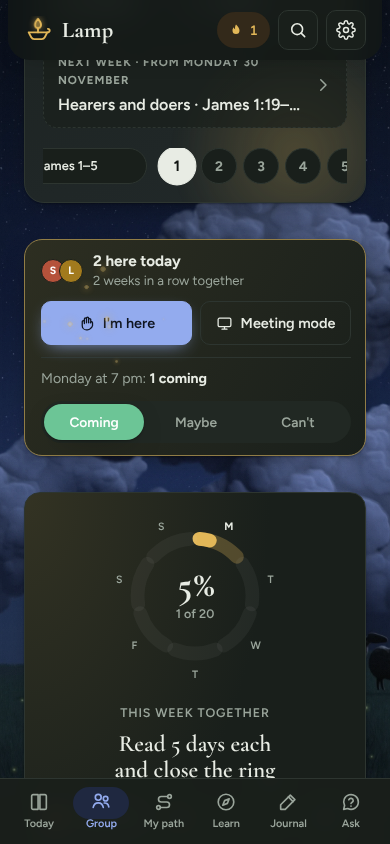 Lamp
1
NEXT WEEK · FROM MONDAY 30
NOVEMBER
Hearers and doers · James 1:19–...
ames 1–5
1
2
3
4
5
S
L
2 here today
2 weeks in a row together
I'm here
Meeting mode
Monday at 7 pm: 1 coming
Coming
Maybe
Can't
S
M
S
T
5%
1 of 20
F
W
T
THIS WEEK TOGETHER
Read 5 days each
and close the ring
Today
Group
My path
Learn
Journal
Ask